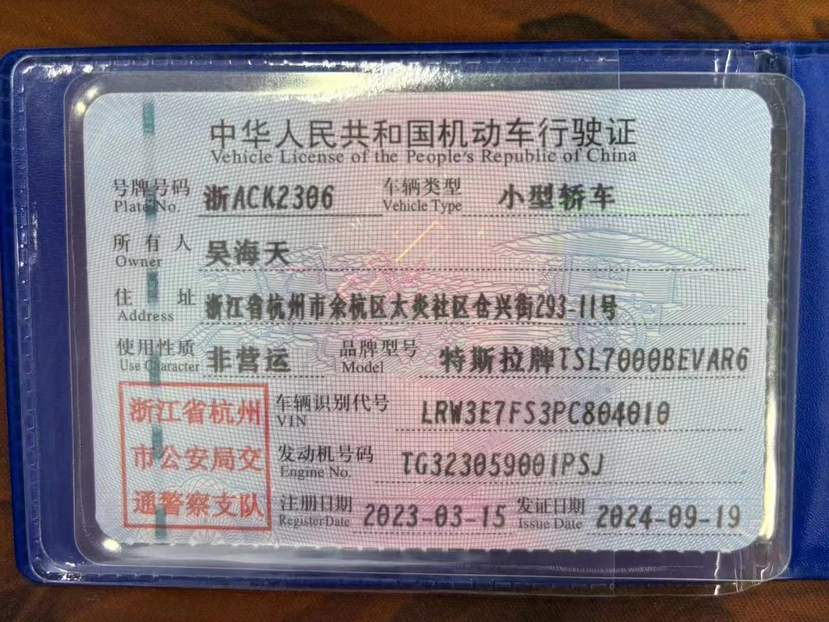 中华人民共和国机动车行驶证
Vehicle License of the People's Republic of China
号牌号码 浙ACK2306 车辆类型 小型轿车
Plate No. Vehicle Type
所有人 吴海天
Owner
住址 浙江省杭州市余杭区太炎社区仓兴街293-11号
Address
使用性质 非营运 品牌型号 特斯拉牌TSL7000BEVAR6
Use Character Model
浙江省杭州 车辆识别代号 LRW3E7FS3PC804010
VIN
市公安局交 发动机号码 TG323059001PSJ
Engine No.
通警察支队 注册日期 2023-03-15 发证日期 2024-09-19
Register Date Issue Date